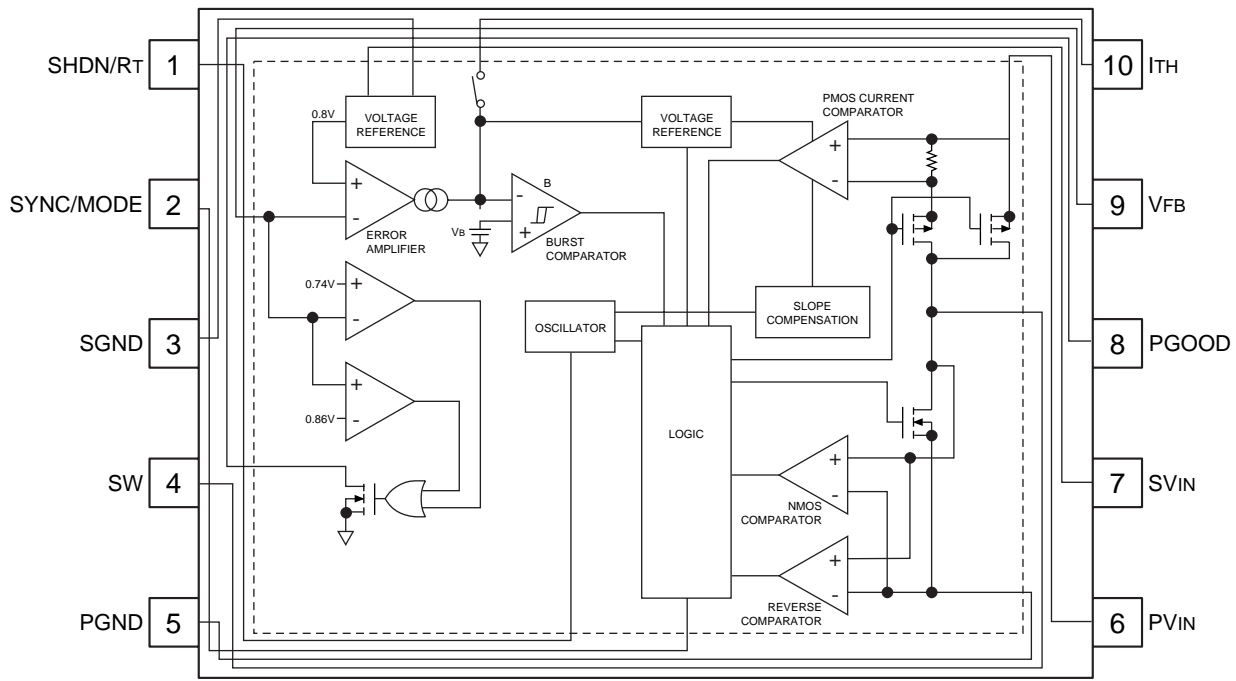 SHDN/RT 1
SYNC/MODE 2
SGND 3
SW 4
PGND 5
10 ITH
9 VFB
8 PGOOD
7 SVIN
6 PVIN
0.8V
VOLTAGE
REFERENCE
+
-
ERROR
AMPLIFIER
VB
B
-
+
BURST
COMPARATOR
VOLTAGE
REFERENCE
PMOS CURRENT
COMPARATOR
+
-
0.74V
+
-
+
0.86V
-
OSCILLATOR
SLOPE
COMPENSATION
LOGIC
+
-
NMOS
COMPARATOR
+
-
REVERSE
COMPARATOR